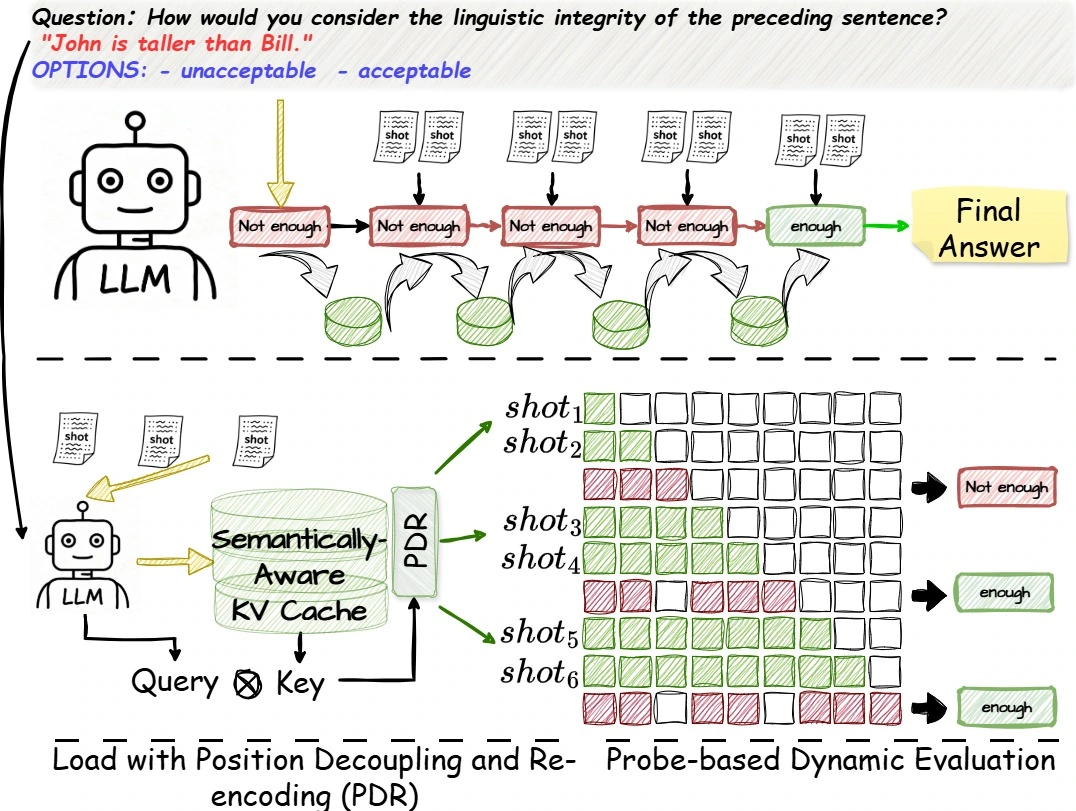 Question: How would you consider the linguistic integrity of the preceding sentence?
"John is taller than Bill."
OPTIONS: - unacceptable - acceptable
shot shot shot shot shot shot shot shot
Not enough Not enough Not enough Not enough enough
Final
Answer
LLM
shot shot shot
shot1
shot2
Not enough
shot3
Semantically-
Aware
KV Cache
PDR
shot4
LLM
enough
shot5
Query ⊗ Key
shot6
enough
Load with Position Decoupling and Re-
encoding (PDR)
Probe-based Dynamic Evaluation